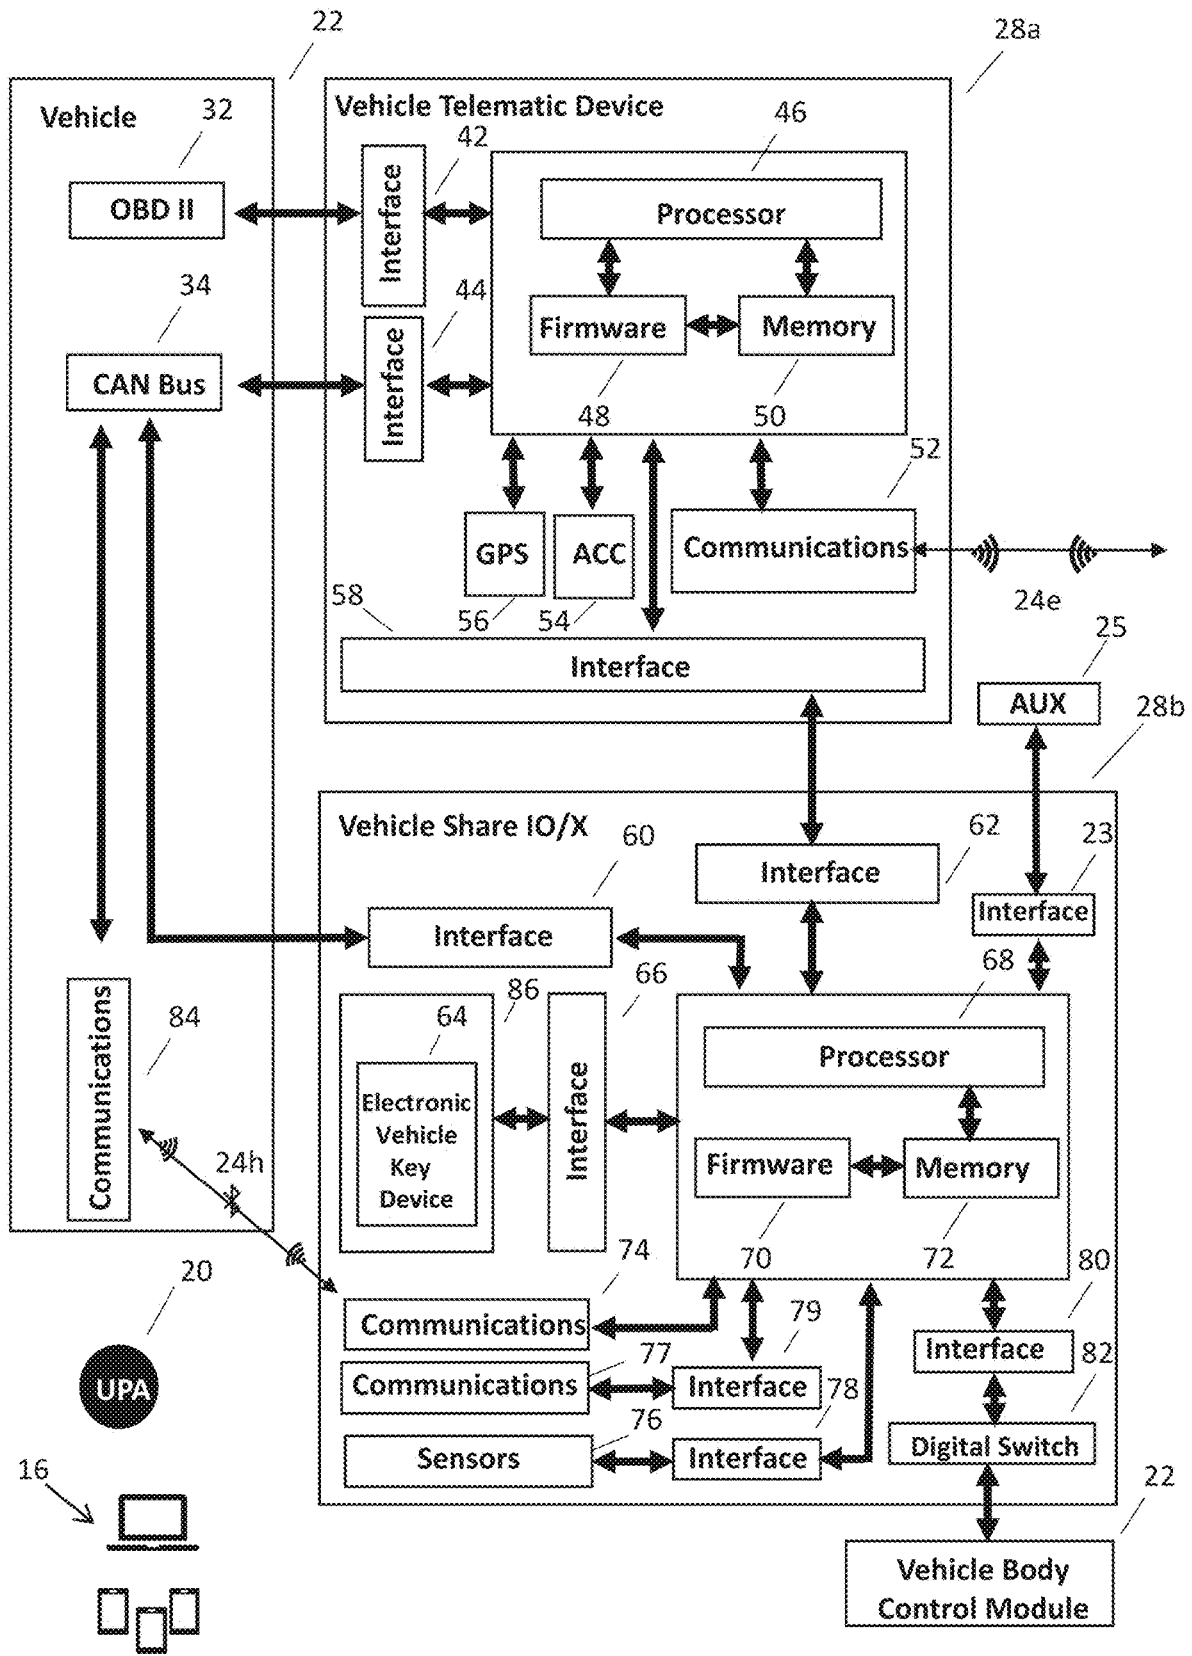 22
28a
Vehicle
Vehicle Telematic Device
32
42
46
OBD II
Interface
Processor
34
44
Firmware
Memory
CAN Bus
Interface
48
50
52
GPS
ACC
Communications
58
56
54
24e
Interface
25
AUX
28b
Vehicle Share IO/X
60
62
23
Interface
Interface
Interface
86
66
68
84
64
Processor
Communications
Electronic
Vehicle
Key
Device
Interface
24h
Firmware
Memory
74
70
72
80
20
Communications
79
Interface
82
UPA
77
Communications
Interface
78
76
Sensors
Interface
Digital Switch
16
22
Vehicle Body
Control Module